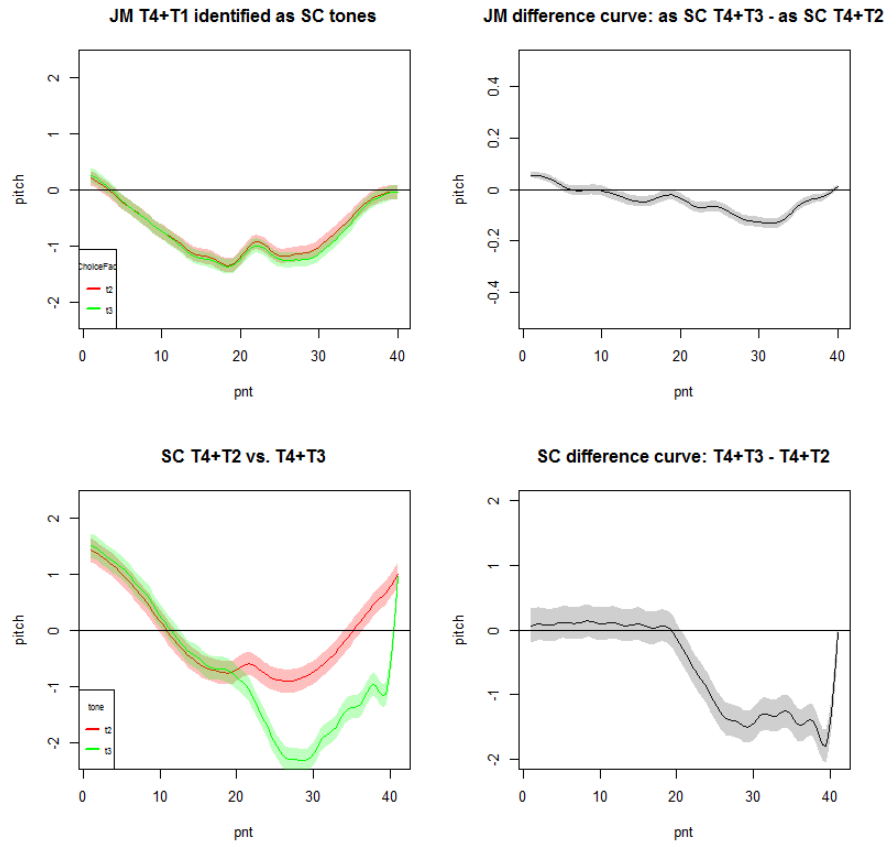 JM T4+T1 identified as SC tones
pitch
2
1
0
-1
-2
ChoiceFac
t2
t3
0 10 20 30 40
pnt
JM difference curve: as SC T4+T3 - as SC T4+T2
pitch
0.4
0.2
0
-0.2
-0.4
0 10 20 30 40
pnt
SC T4+T2 vs. T4+T3
pitch
2
1
0
-1
-2
tone
t2
t3
0 10 20 30 40
pnt
SC difference curve: T4+T3 - T4+T2
pitch
2
1
0
-1
-2
0 10 20 30 40
pnt